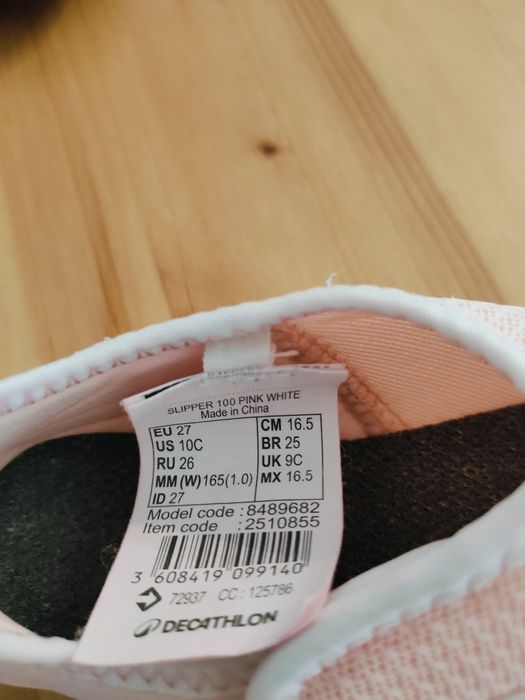 SLIPPER 100 PINK WHITE
Made in China
EU 27 CM 16.5
US 10C BR 25
RU 26 UK 9C
MM (W)165(1.0) MX 16.5
ID 27
Model code :8489682
Item code :2510855
3 608419 099140
72937 CC : 125786
DECATHLON